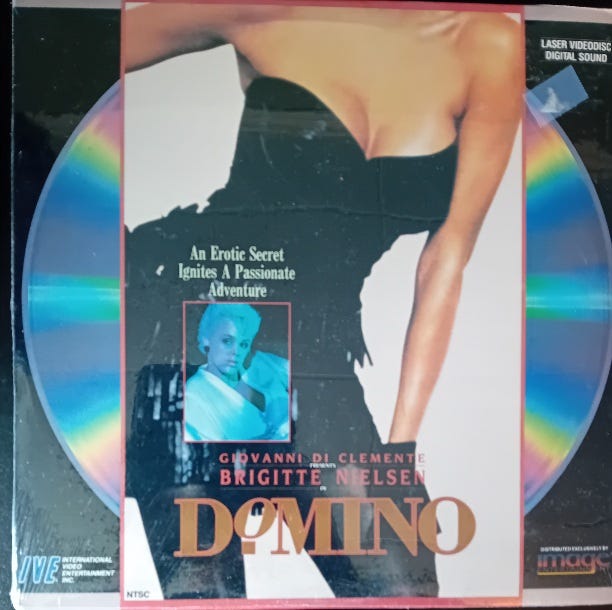 LASER VIDEODISC
DIGITAL SOUND
An Erotic Secret
Ignites A Passionate
Adventure
GIOVANNI DI CLEMENTE
PRESENTS
BRIGITTE NIELSEN
IN
DOMINO
IVE INTERNATIONAL
VIDEO
ENTERTAINMENT
INC.
NTSC
DISTRIBUTED EXCLUSIVELY BY
image